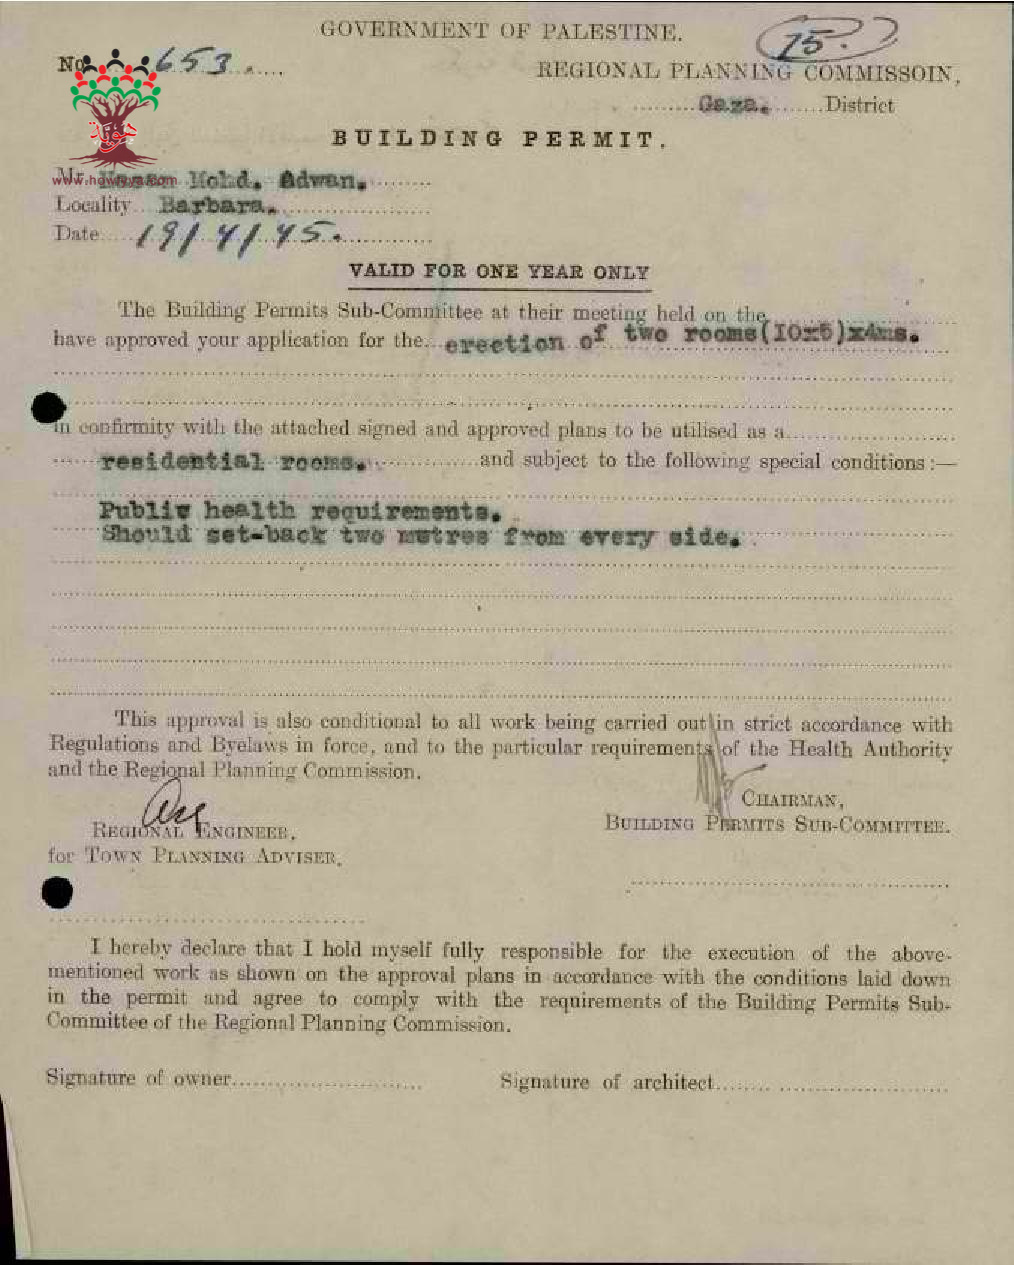 GOVERNMENT OF PALESTINE.
15.
No. 653.
REGIONAL PLANNING COMMISSOIN,
Gaza. District
BUILDING PERMIT.
حوية
www.howiyya.com
Mr. Hassan Mohd. Adwan.
Locality Barbara.
Date 19/4/45.
VALID FOR ONE YEAR ONLY
The Building Permits Sub-Committee at their meeting held on the
have approved your application for the erection of two rooms(IOx5)x4ms.
in confirmity with the attached signed and approved plans to be utilised as a
residential rooms. and subject to the following special conditions :—
Public health requirements.
Should set-back two metres from every side.
This approval is also conditional to all work being carried out in strict accordance with
Regulations and Byelaws in force, and to the particular requirements of the Health Authority
and the Regional Planning Commission.
REGIONAL ENGINEER,
for TOWN PLANNING ADVISER.
CHAIRMAN,
BUILDING PERMITS SUB-COMMITTEE.
I hereby declare that I hold myself fully responsible for the execution of the above-
mentioned work as shown on the approval plans in accordance with the conditions laid down
in the permit and agree to comply with the requirements of the Building Permits Sub-
Committee of the Regional Planning Commission.
Signature of owner
Signature of architect